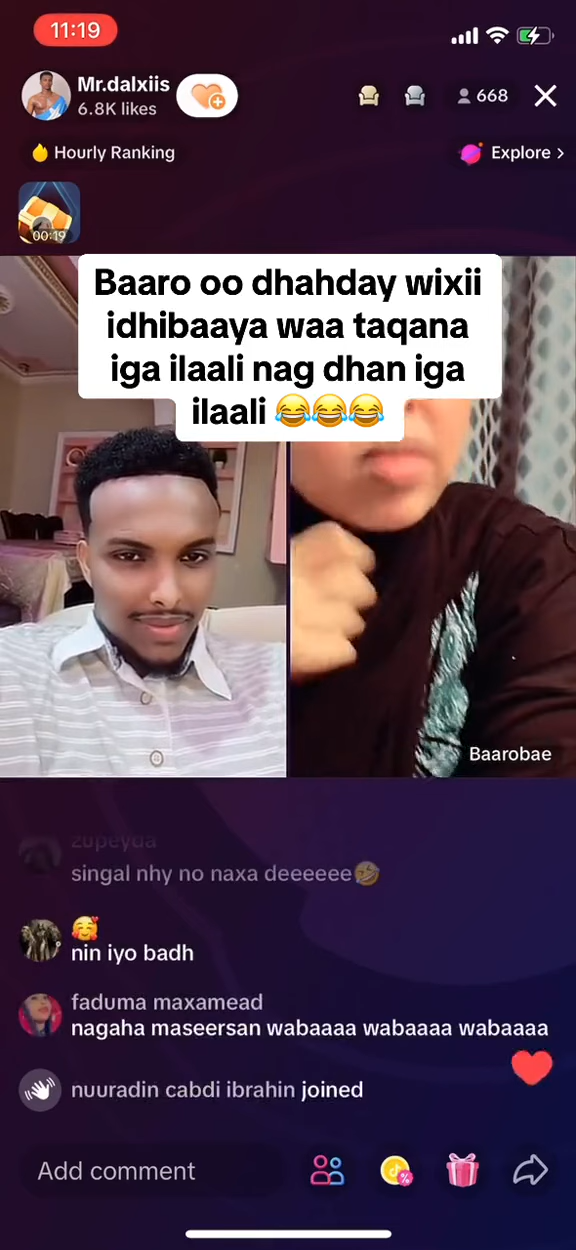 11:19
Mr.dalxiis
6.8K likes
668
Hourly Ranking
Explore >
00:19
Baaro oo dhahday wixii
idhibaaya waa taqana
iga ilaali nag dhan iga
ilaali 😂😂😂
Baarobae
zupeyda
singal nhy no naxa deeeeee🤣
🥰
nin iyo badh
faduma maxamead
nagaha maseersan wabaaaa wabaaaa wabaaaa
nuuradin cabdi ibrahin joined
Add comment